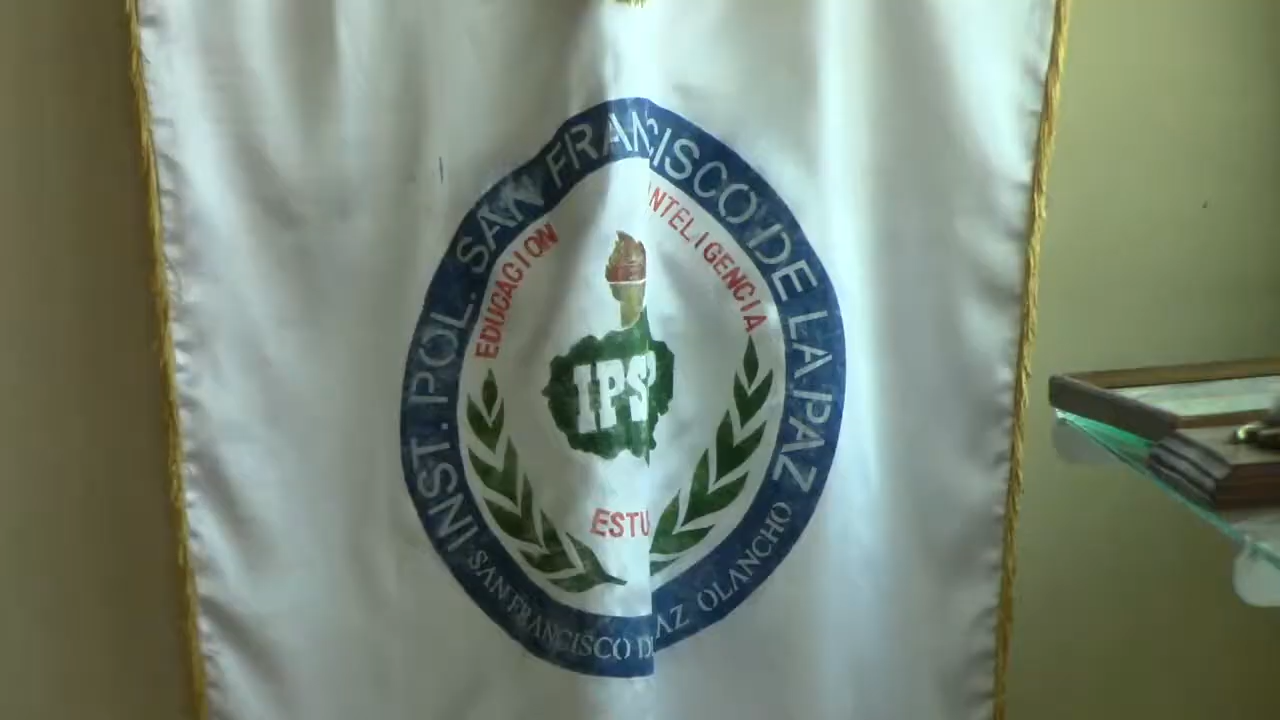 INST. POL. SAN FRANCISCO DE LA PAZ
EDUCACION
INTELIGENCIA
IPS
ESTU
SAN FRANCISCO D
AZ OLANCHO